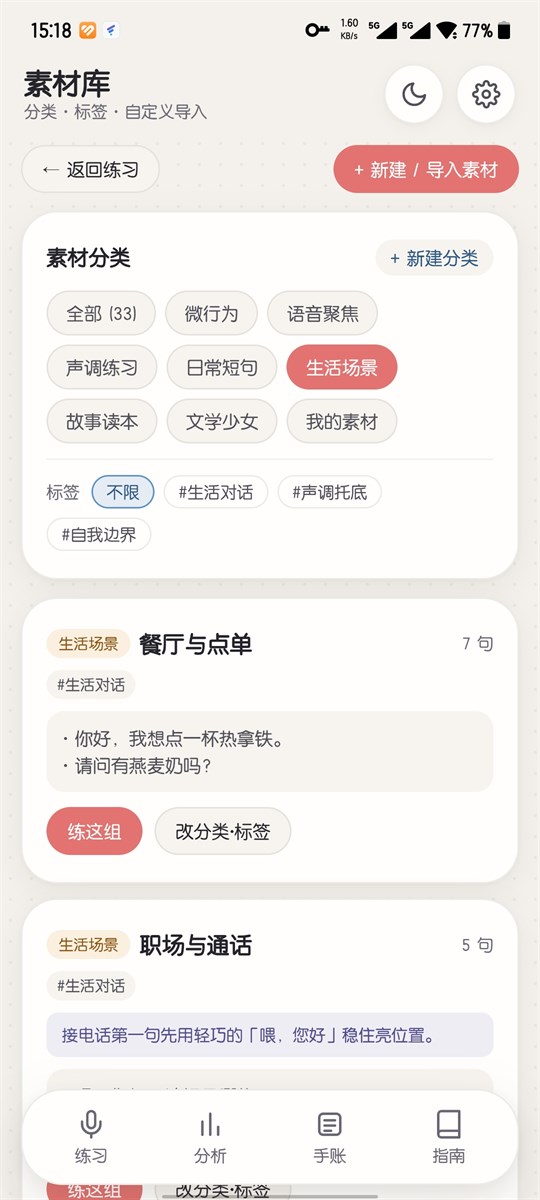 15:18
1.60 KB/s 5G 5G 77%
素材库
分类·标签·自定义导入
← 返回练习
+ 新建 / 导入素材
素材分类
+ 新建分类
全部 (33) 微行为 语音聚焦
声调练习 日常短句 生活场景
故事读本 文学少女 我的素材
标签 不限 #生活对话 #声调托底
#自我边界
生活场景 餐厅与点单 7 句
#生活对话
· 你好，我想点一杯热拿铁。
· 请问有燕麦奶吗？
练这组 改分类·标签
生活场景 职场与通话 5 句
#生活对话
接电话第一句先用轻巧的「喂，您好」稳住亮位置。
练习 分析 手账 指南
练这组 改分类·标签